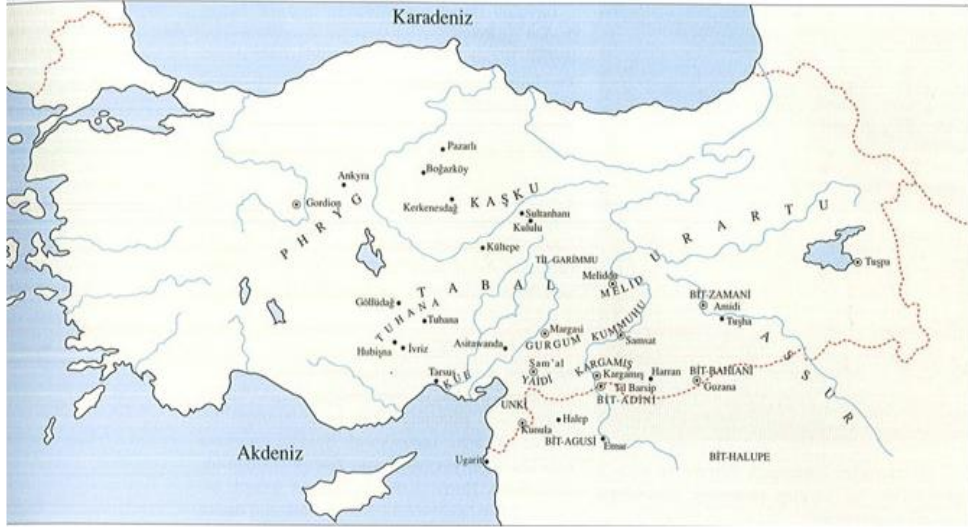 Karadeniz
Pazarlı
Boğazköy
Ankyra
Kerkenesdağ
KAŞKU
Gordion
PHRYG
Sultanhanı
Kululu
Kültepe
URARTU
Tuşpa
TİL-GARİMMU
Meliddu
MELİD
TABAL
Göllüdağ
TUHANA
Tuhana
BİT-ZAMANİ
Amidi
Tuşha
ASSUR
Hubişna
İvriz
Asitawanda
Margasi
GURGUM
KUMMUHU
Samsat
Tarsus
KUE
Sam'al
YAİDİ
KARGAMIŞ
Kargamış
Harran
BİT-BAHİANİ
Guzana
Til Barsip
BİT-ADİNİ
UNKİ
Kunula
Halep
BİT-AGUSİ
Emar
BİT-HALUPE
Ugarit
Akdeniz